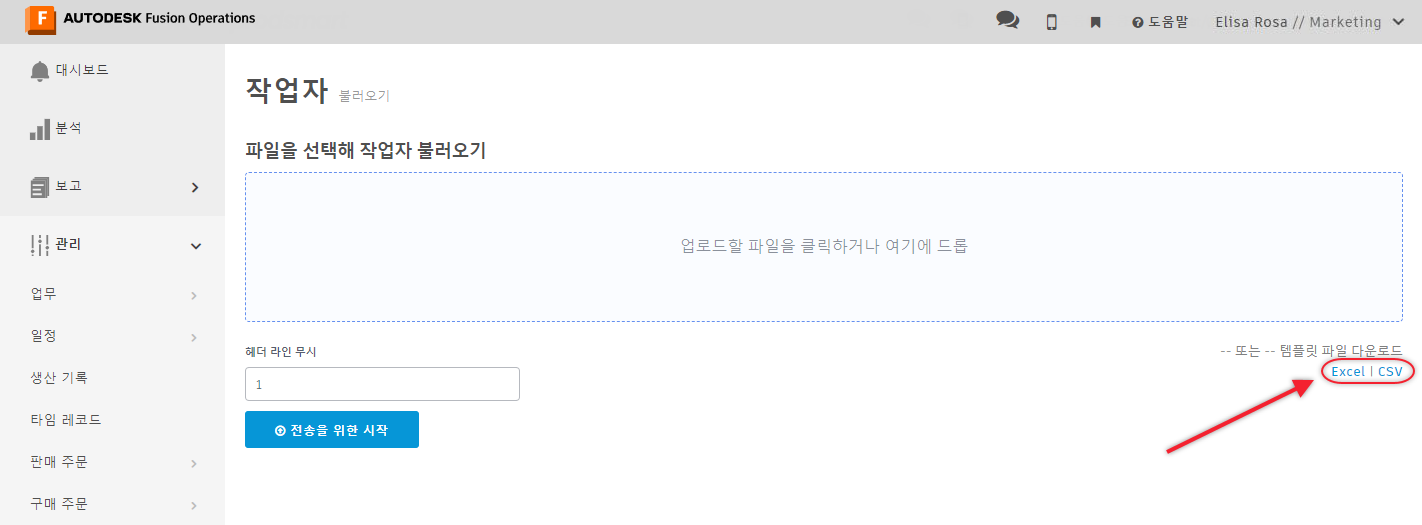 F AUTODESK Fusion Operations
도움말
Elisa Rosa // Marketing
대시보드
분석
보고
관리
업무
일정
생산 기록
타임 레코드
판매 주문
구매 주문
작업자 불러오기
파일을 선택해 작업자 불러오기
업로드할 파일을 클릭하거나 여기에 드롭
헤더 라인 무시
1
전송을 위한 시작
-- 또는 -- 템플릿 파일 다운로드
Excel | CSV